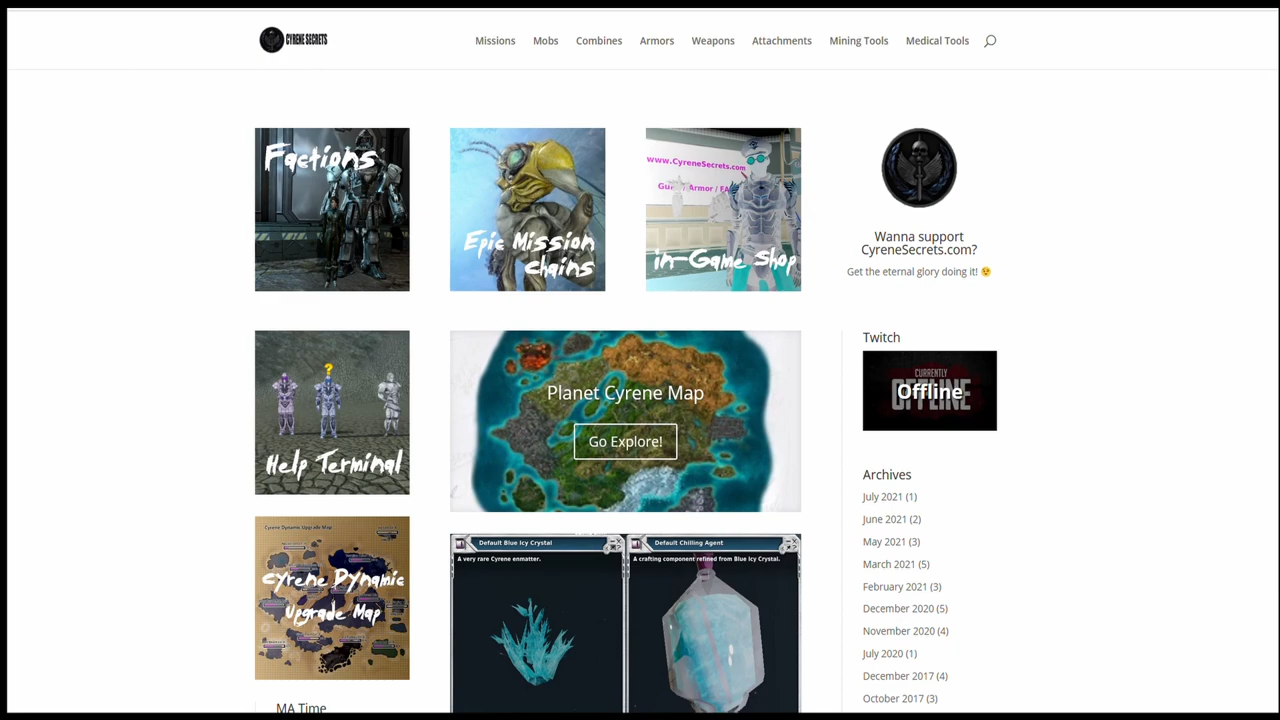 CYRENE SECRETS
Missions Mobs Combines Armors Weapons Attachments Mining Tools Medical Tools
Factions
Epic Mission
chains
www.CyreneSecrets.com
in-Game Shop
Wanna support
CyreneSecrets.com?
Get the eternal glory doing it!
?
Help Terminal
Planet Cyrene Map
Go Explore!
Twitch
CURRENTLY
OFFLINE
Offline
Archives
July 2021 (1)
June 2021 (2)
May 2021 (3)
March 2021 (5)
February 2021 (3)
December 2020 (5)
November 2020 (4)
July 2020 (1)
December 2017 (4)
October 2017 (3)
Cyrene Dynamic Upgrade Map
Cyrene Dynamic
Upgrade Map
Default Blue Icy Crystal
A very rare Cyrene enmatter.
Default Chilling Agent
A crafting component refined from Blue Icy Crystal.
MA Time